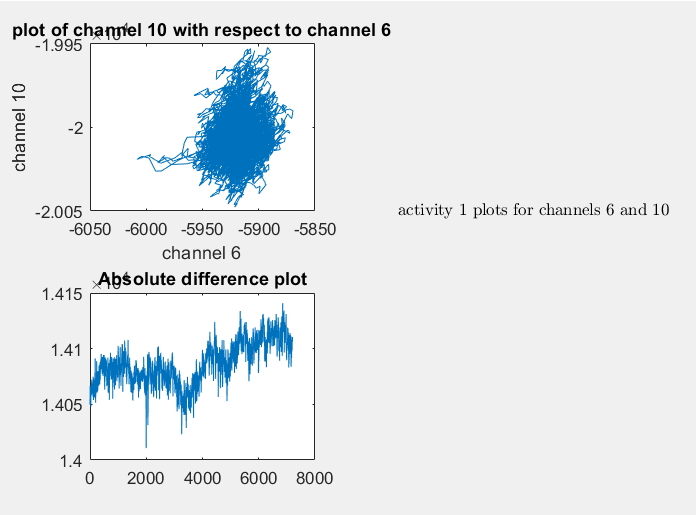 plot of channel 10 with respect to channel 6
-1.995
-2
-2.005
channel 10
-6050 -6000 -5950 -5900 -5850
channel 6
activity 1 plots for channels 6 and 10
Absolute difference plot
1.415
1.41
1.405
1.4
0 2000 4000 6000 8000